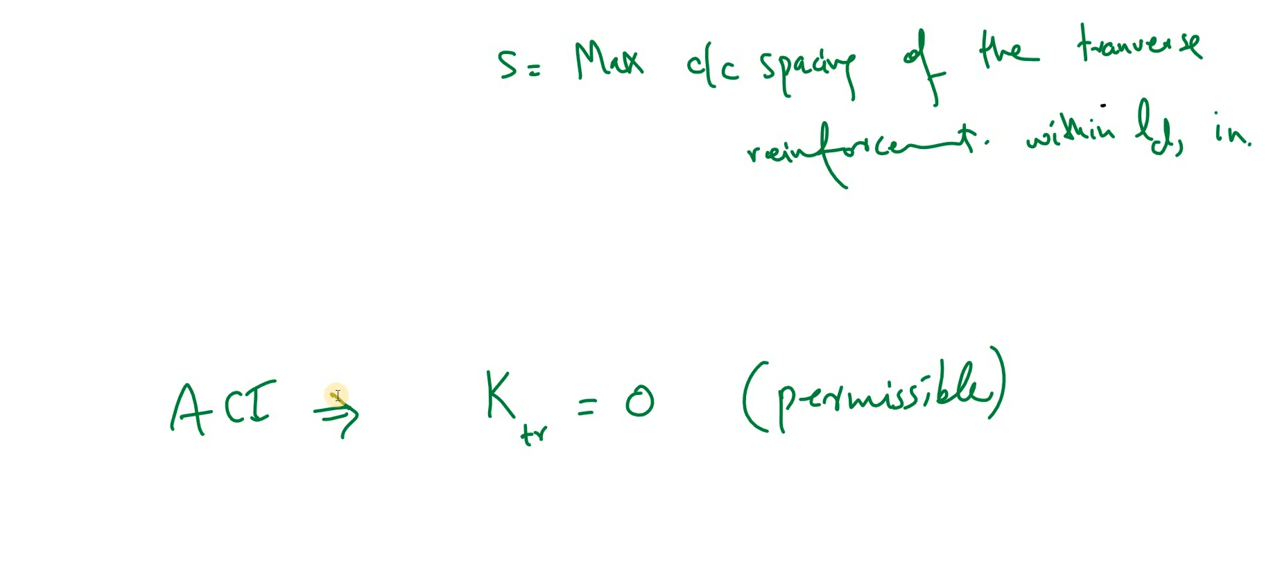 S = Max c/c spacing of the tranverse
reinforcement. within ld, in.
ACI ⇒ Ktr = 0 (permissible)